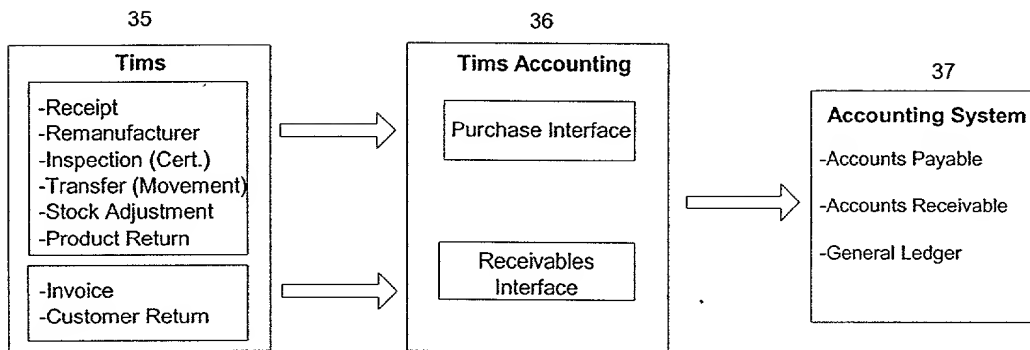 35
Tims
-Receipt
-Remanufacturer
-Inspection (Cert.)
-Transfer (Movement)
-Stock Adjustment
-Product Return
-Invoice
-Customer Return
36
Tims Accounting
Purchase Interface
Receivables
Interface
37
Accounting System
-Accounts Payable
-Accounts Receivable
-General Ledger